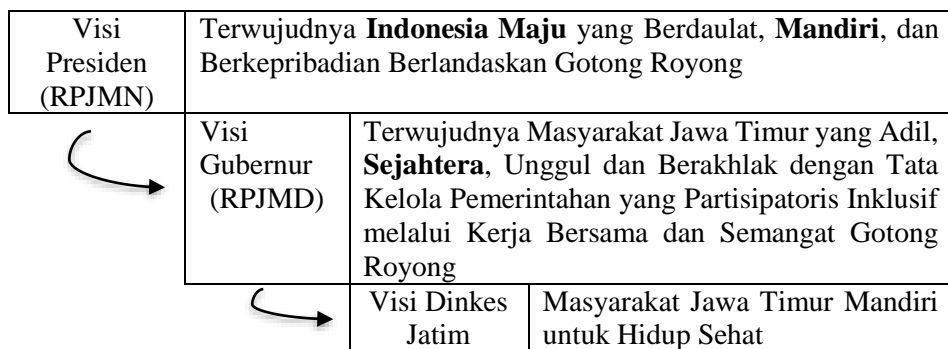 Visi
Presiden
(RPJMN)
Terwujudnya Indonesia Maju yang Berdaulat, Mandiri, dan
Berkepribadian Berlandaskan Gotong Royong
Visi
Gubernur
(RPJMD)
Terwujudnya Masyarakat Jawa Timur yang Adil,
Sejahtera, Unggul dan Berakhlak dengan Tata
Kelola Pemerintahan yang Partisipatoris Inklusif
melalui Kerja Bersama dan Semangat Gotong
Royong
Visi Dinkes
Jatim
Masyarakat Jawa Timur Mandiri
untuk Hidup Sehat